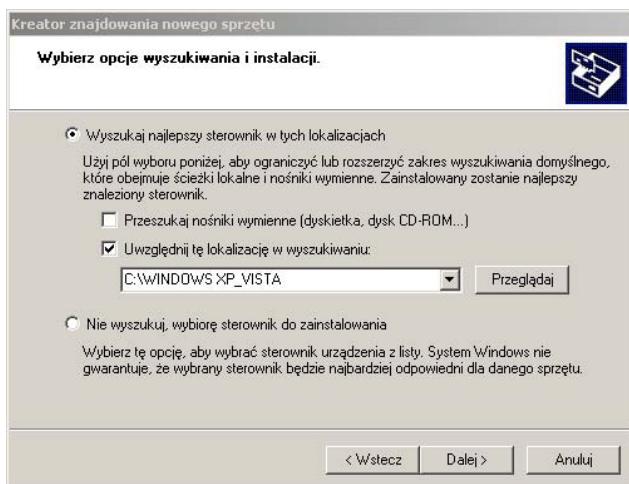 Kreator znajdowania nowego sprzętu
Wybierz opcje wyszukiwania i instalacji.
Wyszukaj najlepszy sterownik w tych lokalizacjach
Użyj pól wyboru poniżej, aby ograniczyć lub rozszerzyć zakres wyszukiwania domyślnego,
które obejmuje ścieżki lokalne i nośniki wymienne. Zainstalowany zostanie najlepszy
znaleziony sterownik.
Przeszukaj nośniki wymienne (dyskietka, dysk CD-ROM...)
Uwzględnij tę lokalizację w wyszukiwaniu:
C:\WINDOWS XP_VISTA
Przeglądaj
Nie wyszukuj, wybiorę sterownik do zainstalowania
Wybierz tę opcję, aby wybrać sterownik urządzenia z listy. System Windows nie
gwarantuje, że wybrany sterownik będzie najbardziej odpowiedni dla danego sprzętu.
< Wstecz
Dalej >
Anuluj